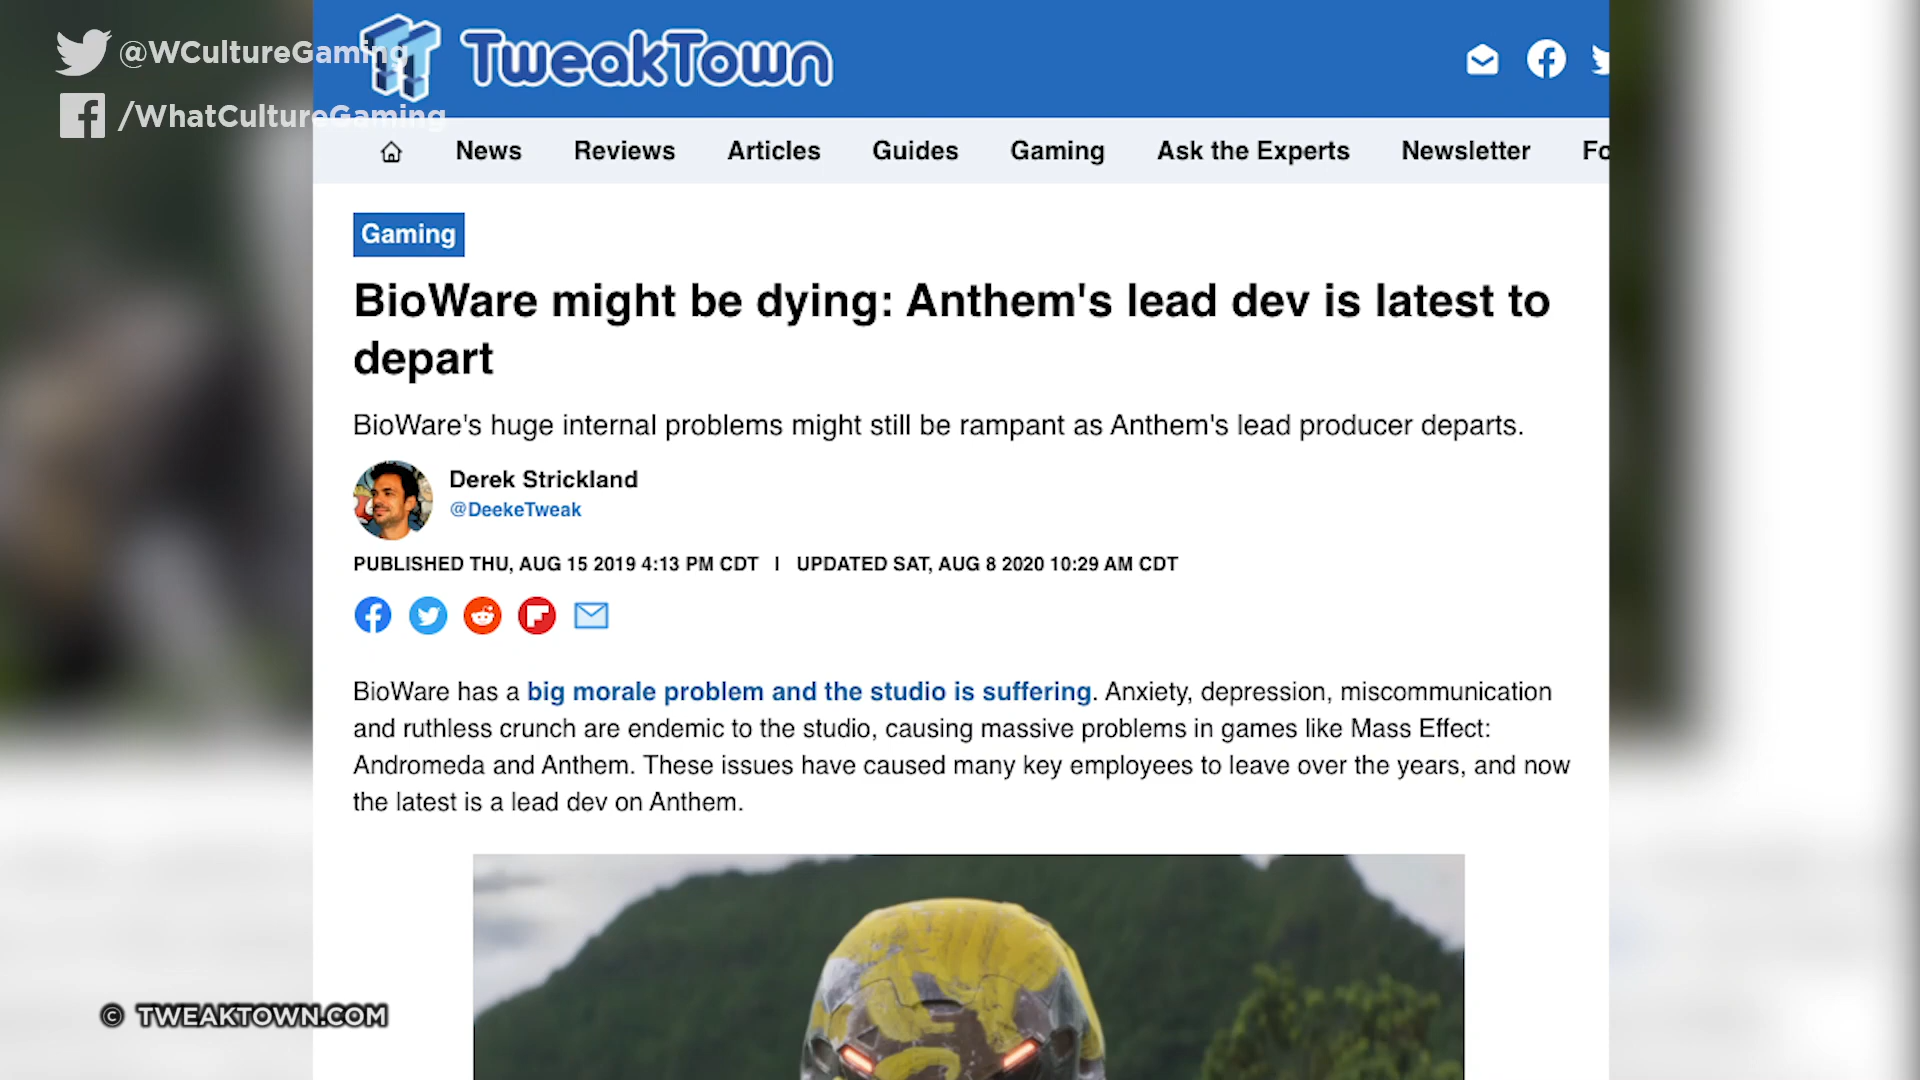 @WCultureGaming
/WhatCultureGaming
TweakTown
News Reviews Articles Guides Gaming Ask the Experts Newsletter Fo
Gaming
BioWare might be dying: Anthem's lead dev is latest to
depart
BioWare's huge internal problems might still be rampant as Anthem's lead producer departs.
Derek Strickland
@DeekeTweak
PUBLISHED THU, AUG 15 2019 4:13 PM CDT | UPDATED SAT, AUG 8 2020 10:29 AM CDT
BioWare has a big morale problem and the studio is suffering. Anxiety, depression, miscommunication
and ruthless crunch are endemic to the studio, causing massive problems in games like Mass Effect:
Andromeda and Anthem. These issues have caused many key employees to leave over the years, and now
the latest is a lead dev on Anthem.
© TWEAKTOWN.COM